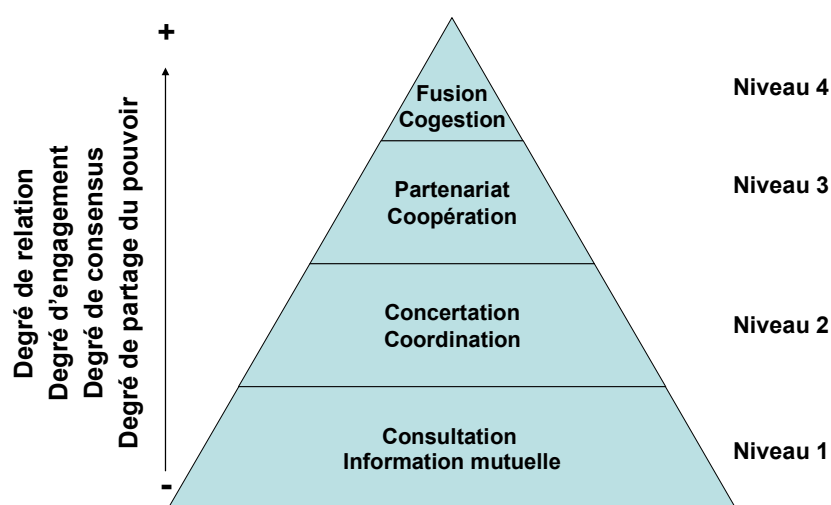 +
Degré de relation
Degré d'engagement
Degré de consensus
Degré de partage du pouvoir
-
Fusion
Cogestion
Niveau 4
Partenariat
Coopération
Niveau 3
Concertation
Coordination
Niveau 2
Consultation
Information mutuelle
Niveau 1